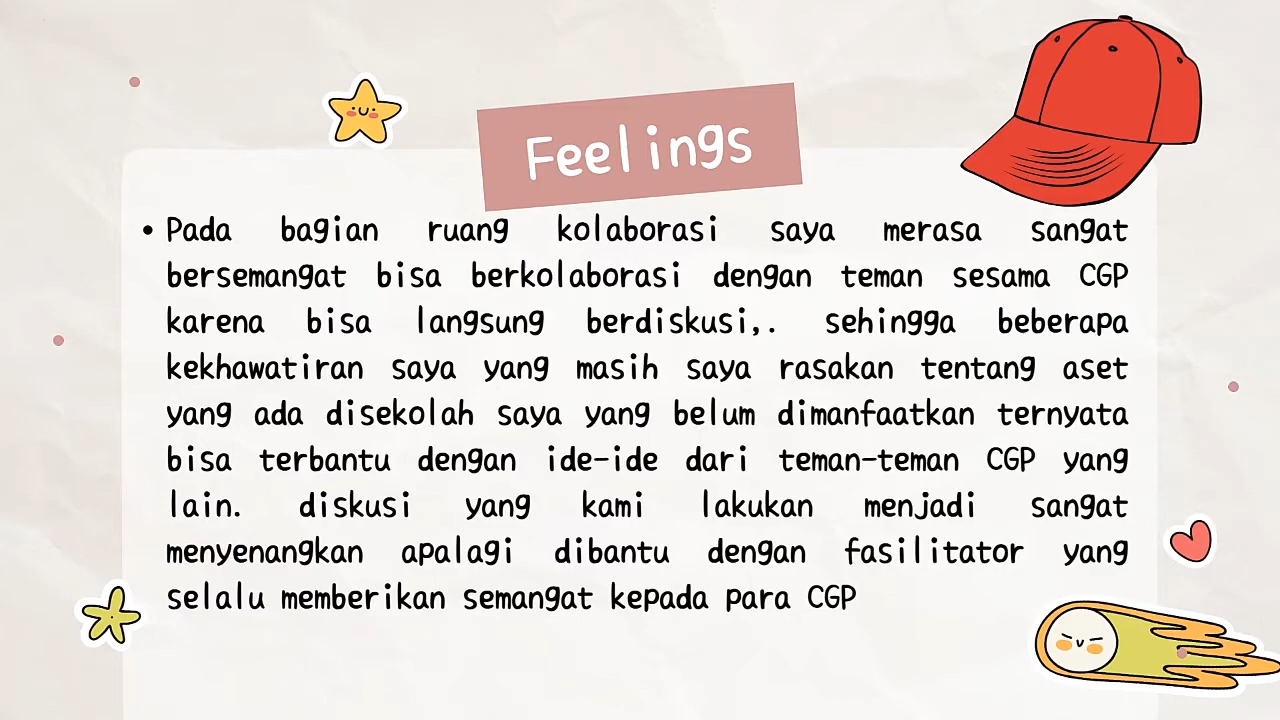 Feelings
• Pada bagian ruang kolaborasi saya merasa sangat
bersemangat bisa berkolaborasi dengan teman sesama CGP
karena bisa langsung berdiskusi,. sehingga beberapa
kekhawatiran saya yang masih saya rasakan tentang aset
yang ada disekolah saya yang belum dimanfaatkan ternyata
bisa terbantu dengan ide-ide dari teman-teman CGP yang
lain. diskusi yang kami lakukan menjadi sangat
menyenangkan apalagi dibantu dengan fasilitator yang
selalu memberikan semangat kepada para CGP